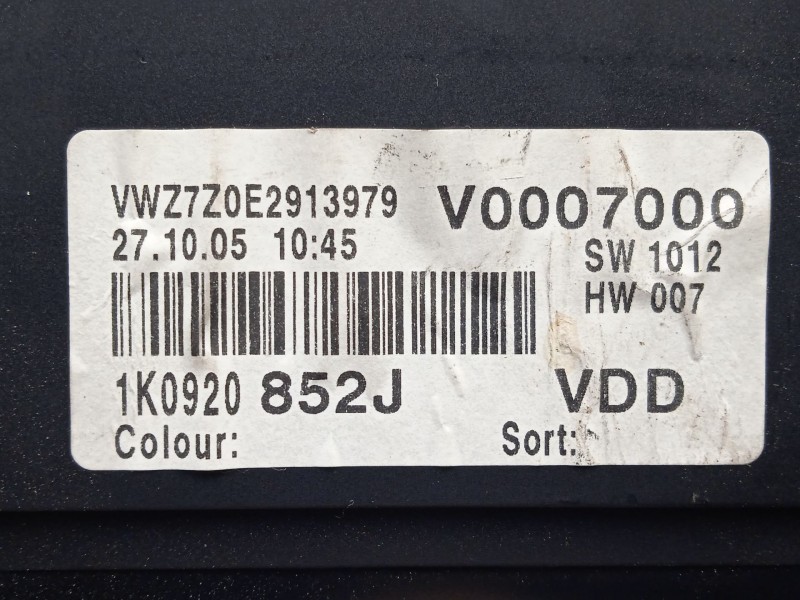 VWZ7Z0E2913979 V0007000
27.10.05 10:45 SW 1012
HW 007
1K0920 852J VDD
Colour: Sort: